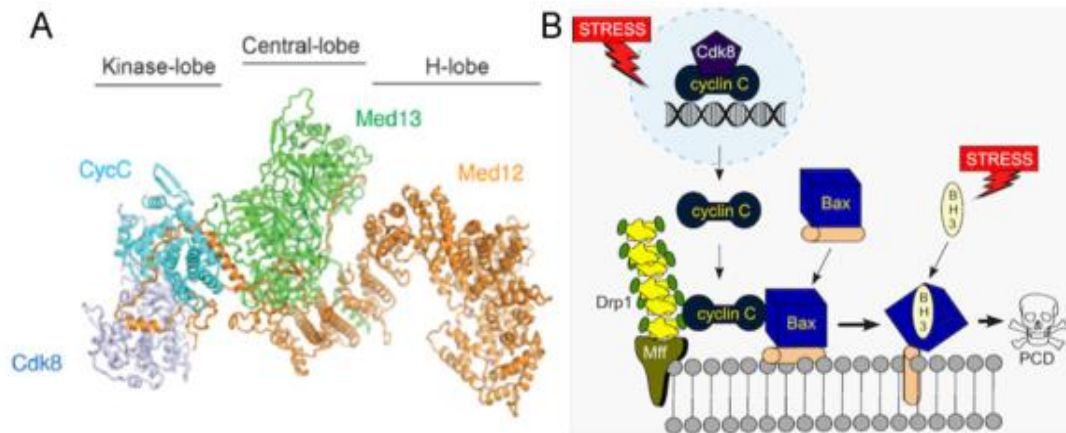 A
Kinase-lobe
Central-lobe
H-lobe
Med13
CycC
Med12
Cdk8
B
STRESS
Cdk8
cyclin C
STRESS
cyclin C
Bax
BH3
Drp1
cyclin C
Bax
BH3
Mff
PCD